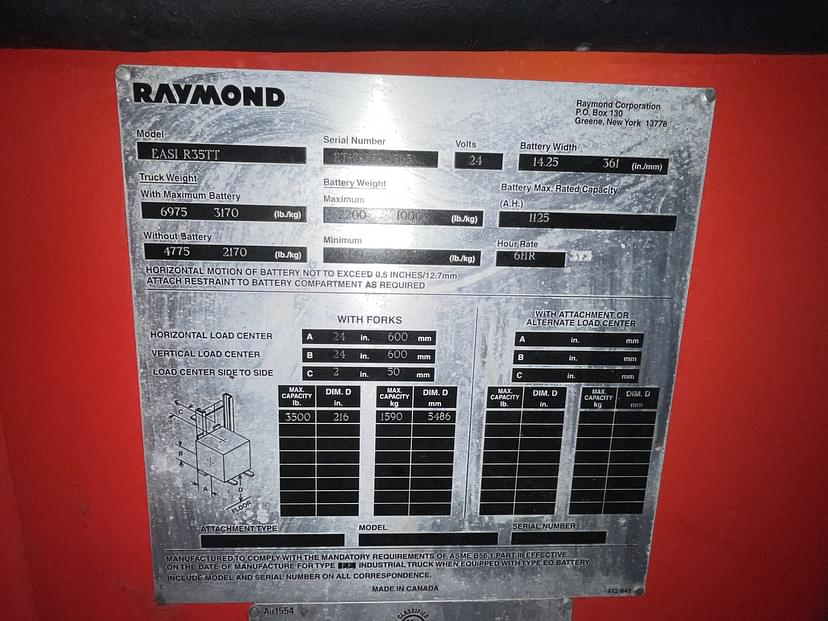 RAYMOND
Raymond Corporation
P.O. Box 130
Greene, New York 13778
Model
EASI R35TT
Serial Number
Volts
24
Battery Width
14.25 361 (in./mm)
Truck Weight
With Maximum Battery
6975 3170 (lb./kg)
Battery Weight
Maximum
2200 1000 (lb./kg)
Battery Max. Rated Capacity
(A.H.)
1125
Without Battery
4775 2170 (lb./kg)
Minimum
(lb./kg)
Hour Rate
6HR
HORIZONTAL MOTION OF BATTERY NOT TO EXCEED 0.5 INCHES/12.7mm
ATTACH RESTRAINT TO BATTERY COMPARTMENT AS REQUIRED
WITH FORKS
HORIZONTAL LOAD CENTER A 24 in. 600 mm
VERTICAL LOAD CENTER B 24 in. 600 mm
LOAD CENTER SIDE TO SIDE C 2 in. 50 mm
WITH ATTACHMENT OR
ALTERNATE LOAD CENTER
A in. mm
B in. mm
C in. mm
MAX. CAPACITY lb. DIM. D in. MAX. CAPACITY kg DIM. D mm
3500 216 1590 5486
MAX. CAPACITY lb. DIM. D in. MAX. CAPACITY kg DIM. D mm
C
B
A
D
FLOOR
ATTACHMENT TYPE MODEL SERIAL NUMBER
MANUFACTURED TO COMPLY WITH THE MANDATORY REQUIREMENTS OF ASME B56.1 PART III EFFECTIVE
ON THE DATE OF MANUFACTURE FOR TYPE INDUSTRIAL TRUCK WHEN EQUIPPED WITH TYPE EO BATTERY
INCLUDE MODEL AND SERIAL NUMBER ON ALL CORRESPONDENCE.
MADE IN CANADA
412-943
Au1554
CLASSIFIED